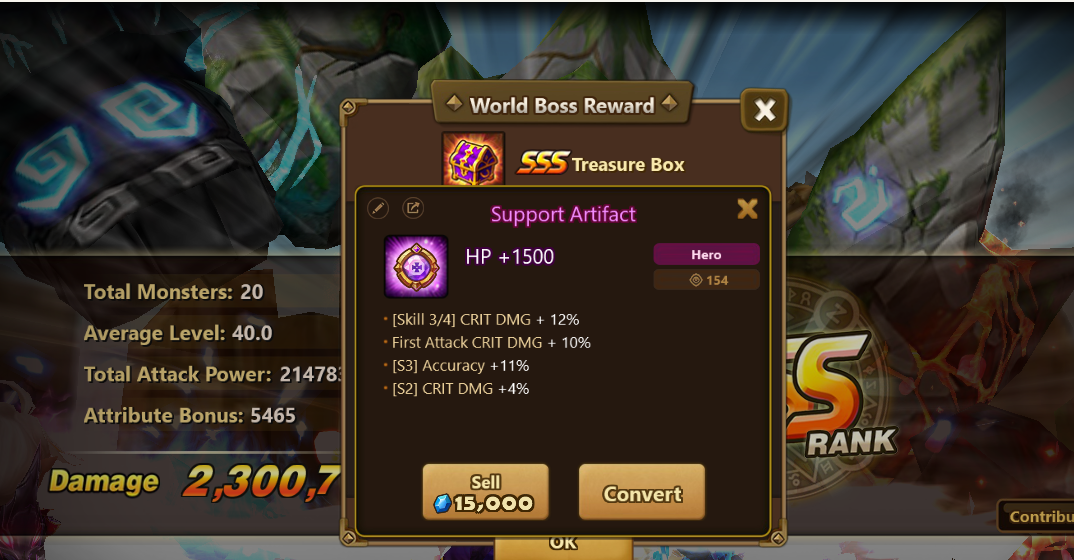 World Boss Reward
SSS Treasure Box
Support Artifact
HP +1500
Hero
154
[Skill 3/4] CRIT DMG + 12%
First Attack CRIT DMG + 10%
[S3] Accuracy +11%
[S2] CRIT DMG +4%
Sell
15,000
Convert
OK
Total Monsters: 20
Average Level: 40.0
Total Attack Power: 21478
Attribute Bonus: 5465
Damage 2,300,7
RANK